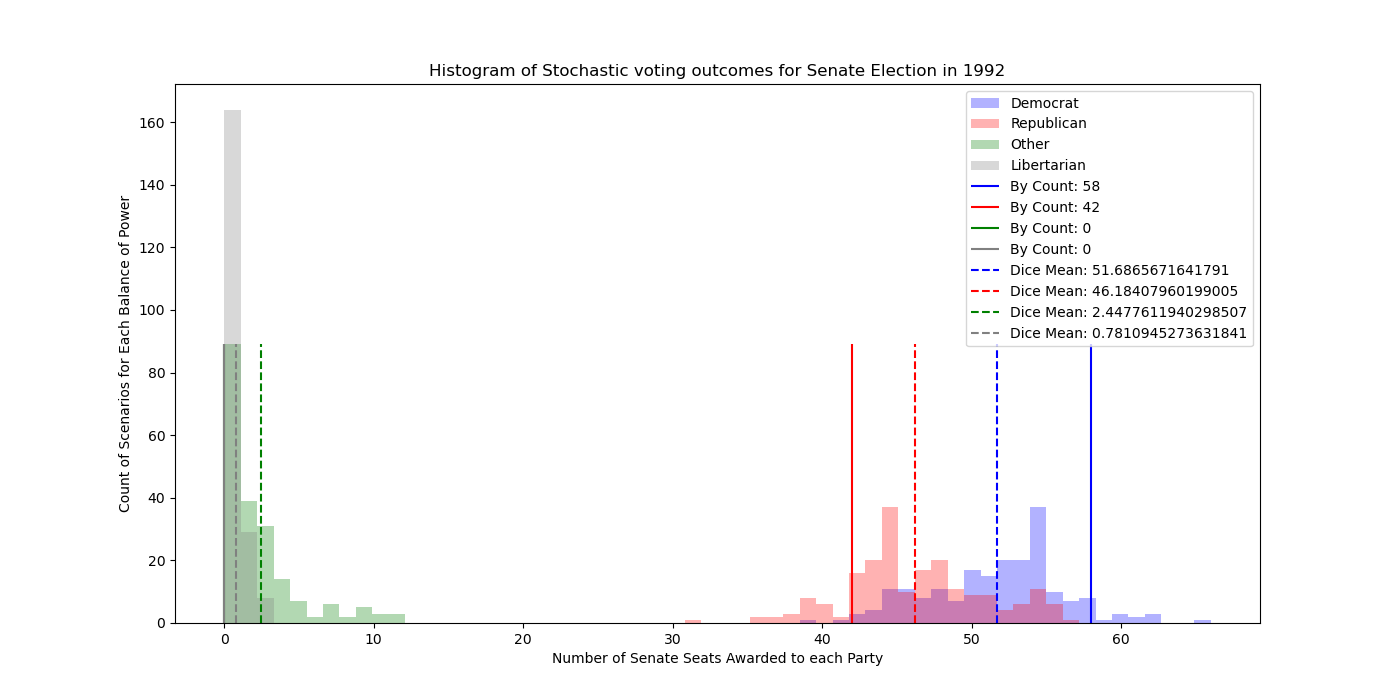 Histogram of Stochastic voting outcomes for Senate Election in 1992
Democrat
Republican
Other
Libertarian
By Count: 58
By Count: 42
By Count: 0
By Count: 0
Dice Mean: 51.6865671641791
Dice Mean: 46.18407960199005
Dice Mean: 2.4477611940298507
Dice Mean: 0.7810945273631841
Count of Scenarios for Each Balance of Power
160
140
120
100
80
60
40
20
0
0 10 20 30 40 50 60
Number of Senate Seats Awarded to each Party